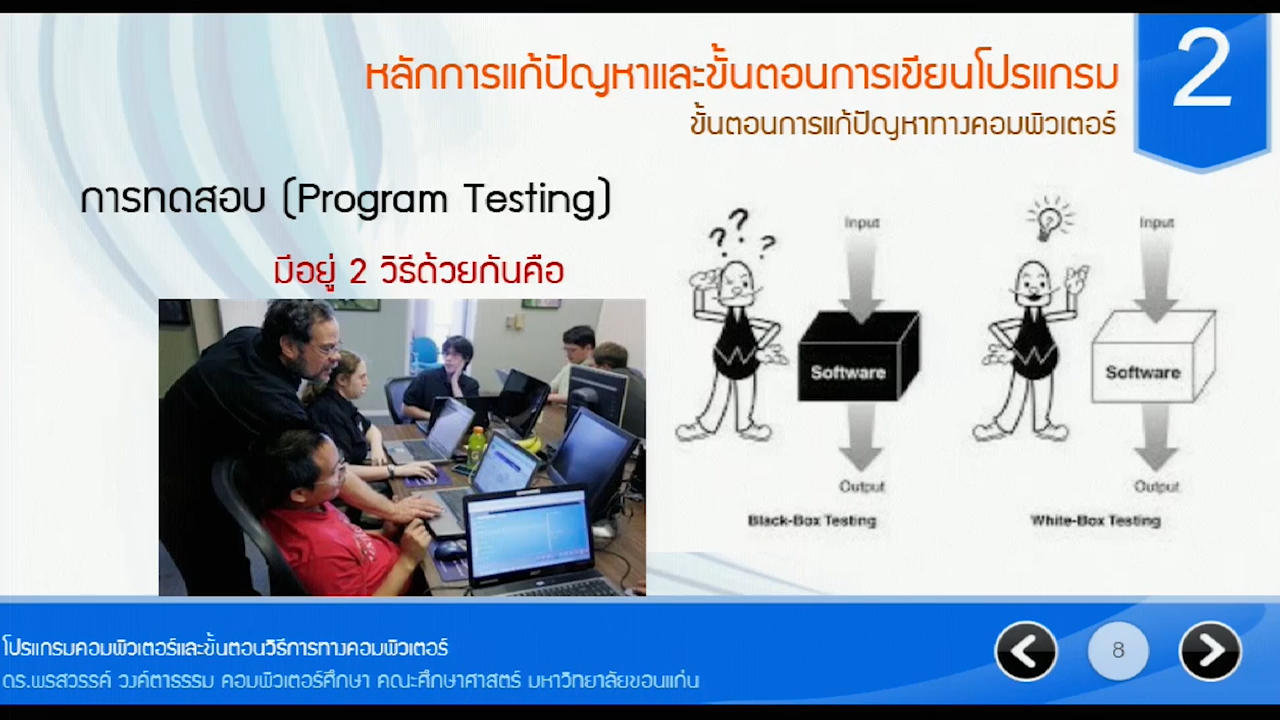 2
หลักการแก้ปัญหาและขั้นตอนการเขียนโปรแกรม
ขั้นตอนการแก้ปัญหาทางคอมพิวเตอร์
การทดสอบ (Program Testing)
มีอยู่ 2 วิธีด้วยกันคือ
Input
Input
Software
Software
Output
Output
Black-Box Testing
White-Box Testing
โปรแกรมคอมพิวเตอร์และขั้นตอนวิธีการทางคอมพิวเตอร์
ดร.พรสวรรค์ วงค์ตาธรรม คอมพิวเตอร์ศึกษา คณะศึกษาศาสตร์ มหาวิทยาลัยขอนแก่น
8